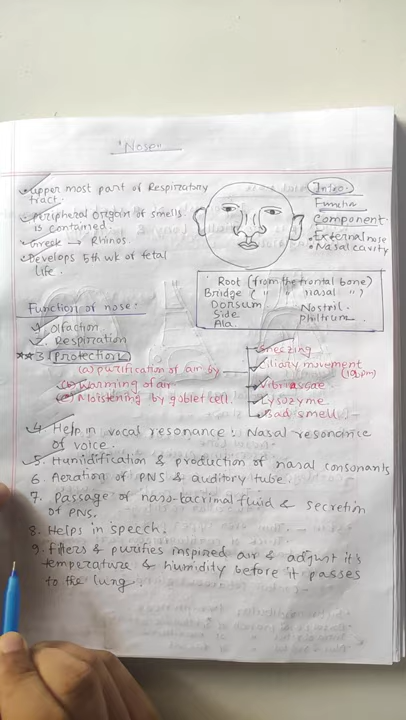 "Nose"
Upper most part of Respiratory
tract.
Peripheral origain of smells
is contained.
Greek → Rhinos
Develops 5th wk of fetal
life.
Intro.
Function
Component
• External nose
• Nasal cavity
Root (from the frontal bone)
Bridge ( " " nasal " )
Dorsum
Side
Ala
Nostril.
Philtrum.
Function of nose:
1. Olfaction
2. Respiration
3. Protection
(a) purification of air by
(b) Warming of air
(c) Moistening by goblet cell.
Sneezing
Ciliary movement
Vibrissae
Lysozyme
Bad smell
4. Help in vocal resonance: Nasal resonance
of voice.
5. Humidification & production of nasal consonants
6. Aeration of PNS & auditory tube.
7. Passage of naso-lacrimal fluid & secretion
of PNS.
8. Helps in speech.
9. Filters & purifies inspired air & adjust it's
temperature & humidity before it passes
to the lung.